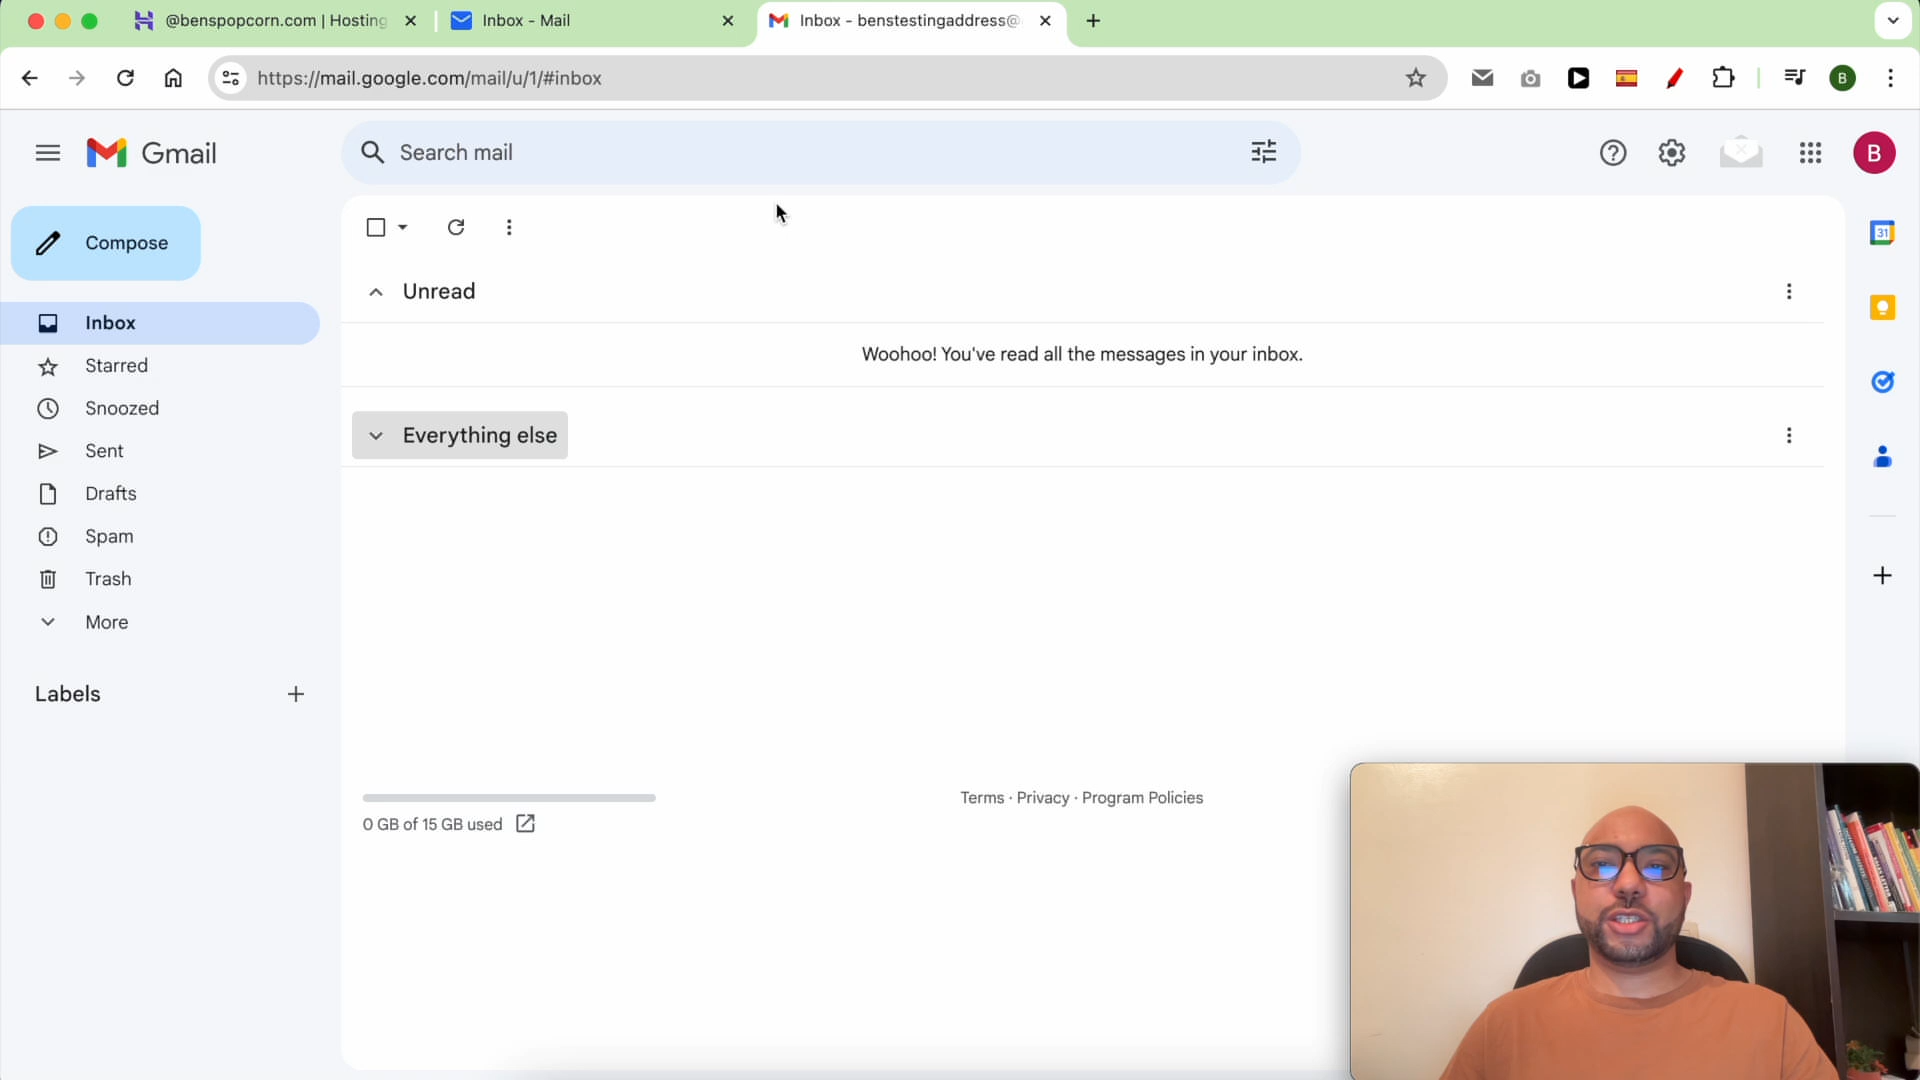 @benspopcorn.com | Hosting
Inbox - Mail
Inbox - benstestingaddress@
https://mail.google.com/mail/u/1/#inbox
B
Gmail
Search mail
B
Compose
Inbox
Starred
Snoozed
Sent
Drafts
Spam
Trash
More
Labels
Unread
Woohoo! You've read all the messages in your inbox.
Everything else
31
0 GB of 15 GB used
Terms · Privacy · Program Policies